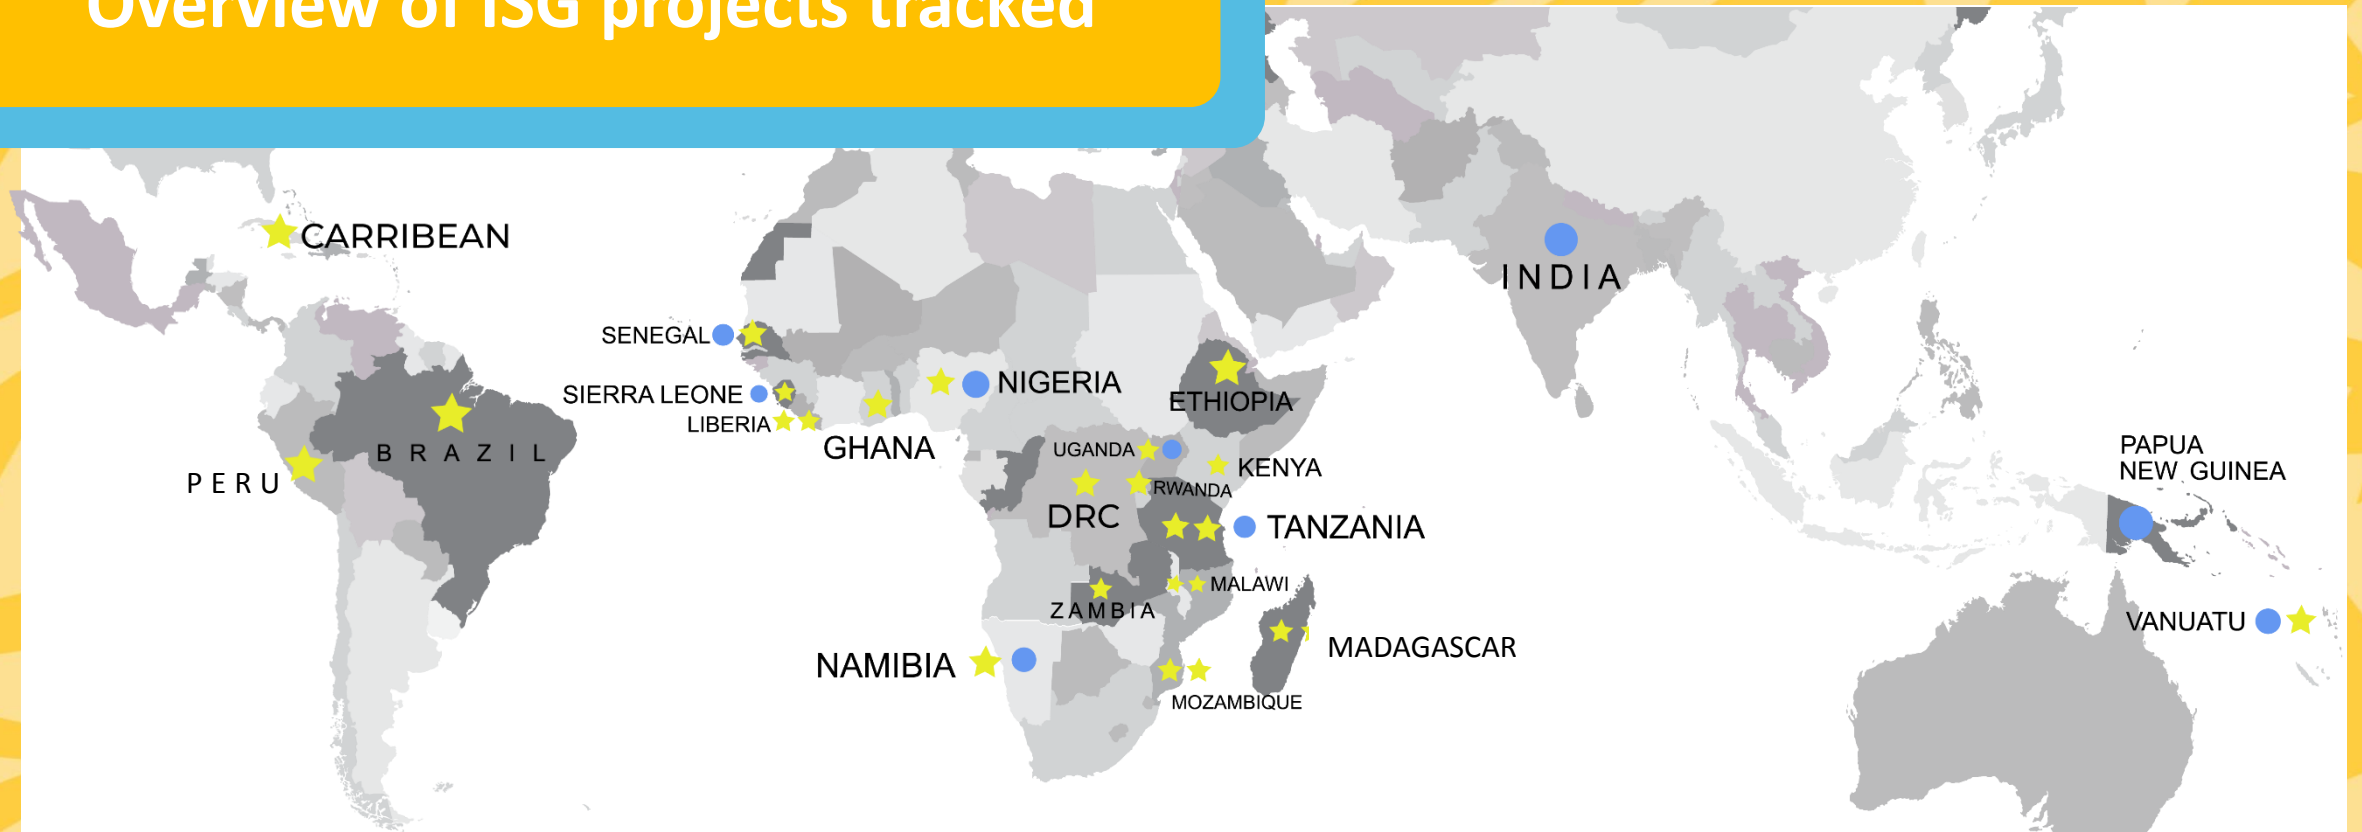 Overview of ISG projects tracked
CARRIBEAN
INDIA
SENEGAL
SIERRA LEONE
NIGERIA
ETHIOPIA
LIBERIA
GHANA
UGANDA
KENYA
BRAZIL
PERU
RWANDA
DRC
TANZANIA
PAPUA
NEW GUINEA
MALAWI
ZAMBIA
VANUATU
MADAGASCAR
NAMIBIA
MOZAMBIQUE